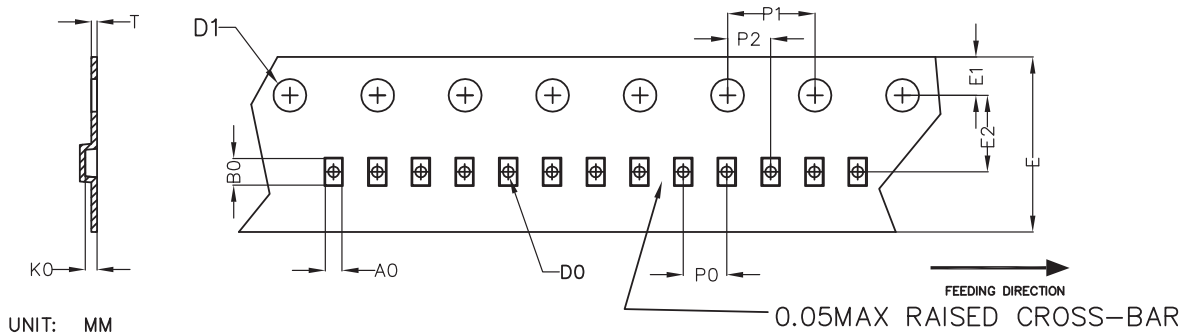 T
D1
P1
P2
E1
E2
E
B0
K0
A0
D0
P0
FEEDING DIRECTION
0.05MAX RAISED CROSS-BAR
UNIT: MM